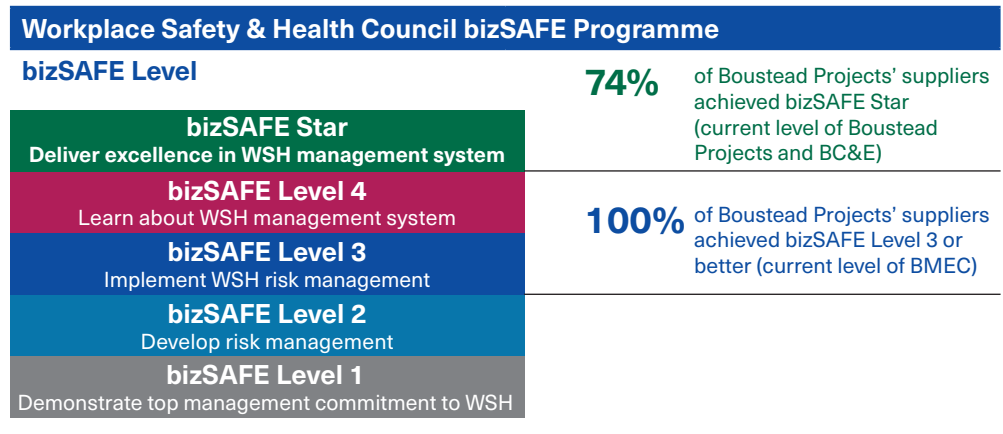 Workplace Safety & Health Council bizSAFE Programme
bizSAFE Level
74%
of Boustead Projects’ suppliers
achieved bizSAFE Star
(current level of Boustead
Projects and BC&E)
bizSAFE Star
Deliver excellence in WSH management system
bizSAFE Level 4
Learn about WSH management system
100%
of Boustead Projects’ suppliers
achieved bizSAFE Level 3 or
better (current level of BMEC)
bizSAFE Level 3
Implement WSH risk management
bizSAFE Level 2
Develop risk management
bizSAFE Level 1
Demonstrate top management commitment to WSH